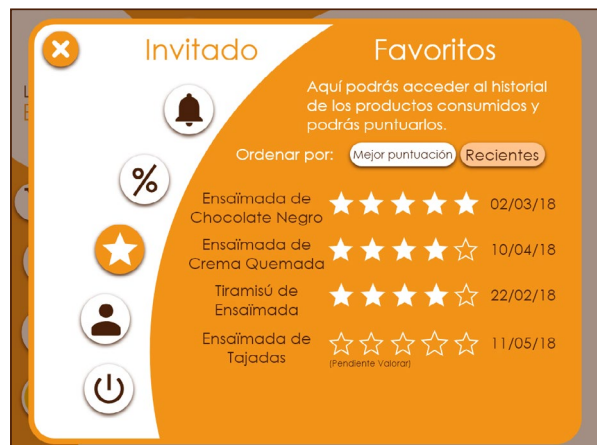 Invitado
Favoritos
Aquí podrás acceder al historial
de los productos consumidos y
podrás puntuarlos.
Ordenar por: Mejor puntuación Recientes
Ensaïmada de
Chocolate Negro 02/03/18
Ensaïmada de
Crema Quemada 10/04/18
Tiramisú de
Ensaïmada 22/02/18
Ensaïmada de
Tajadas 11/05/18
(Pendiente Valorar)
%